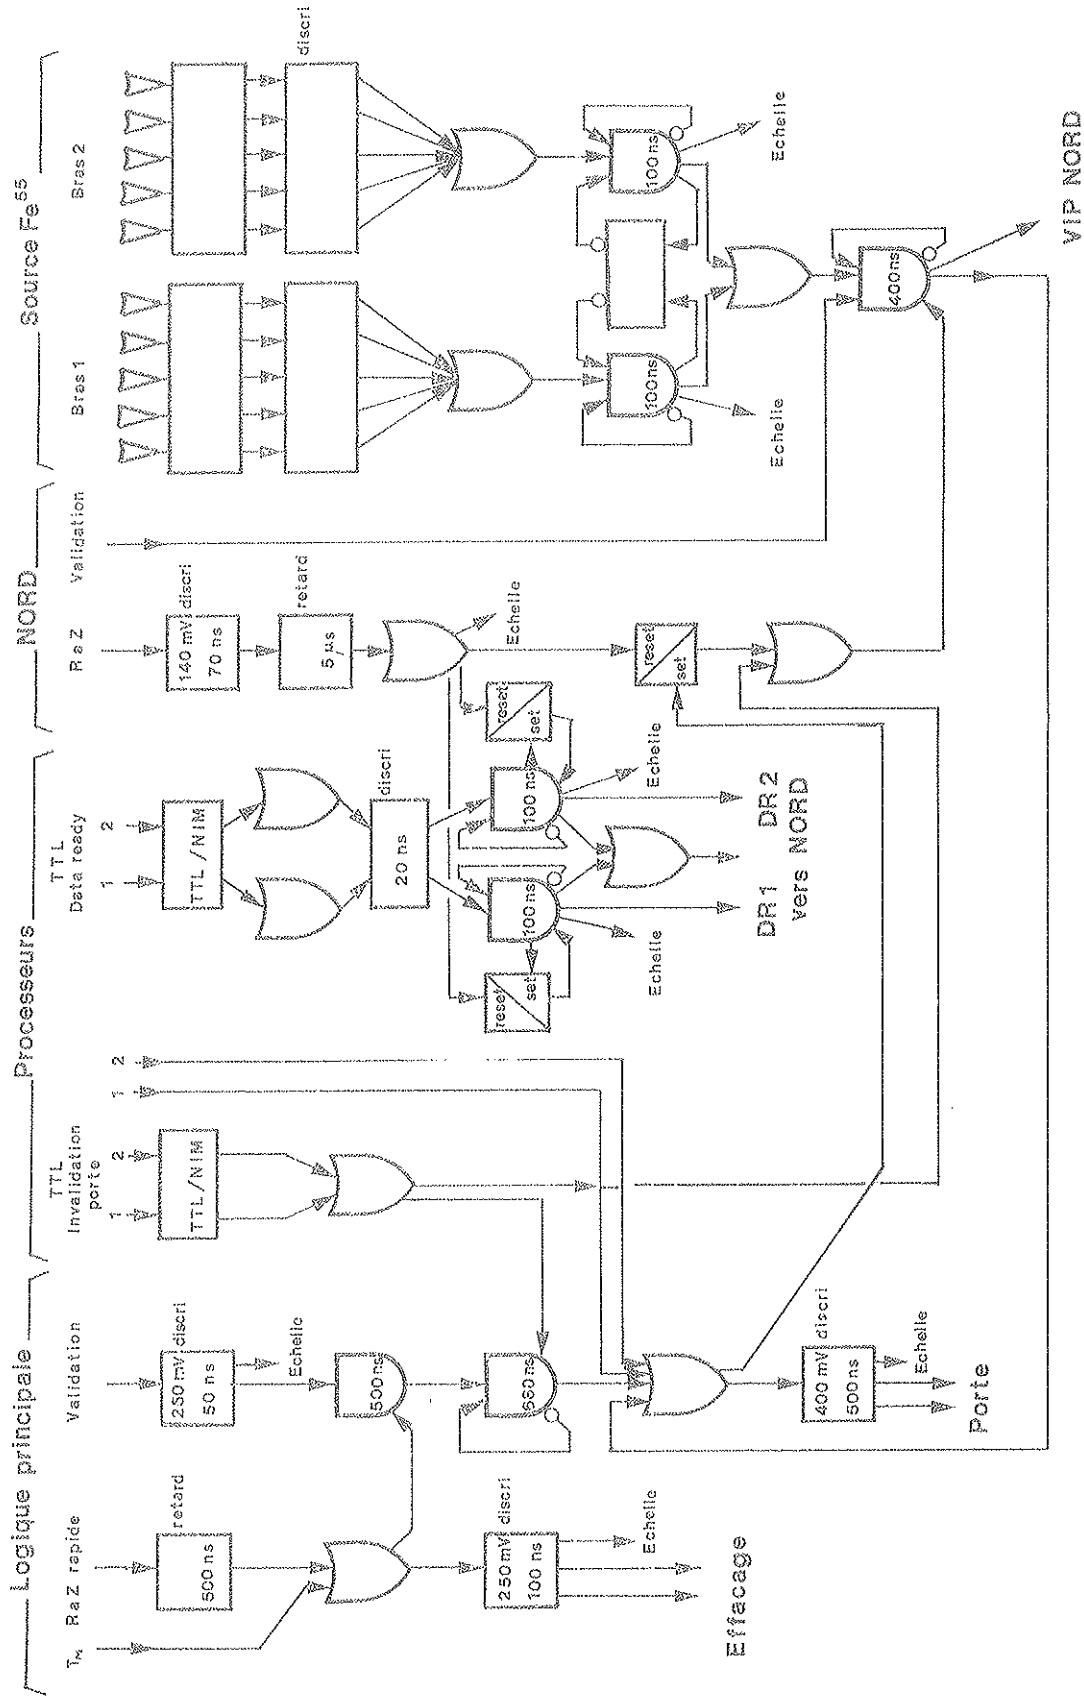 Logique principale
Processeurs
NORD
Source Fe55
TM
RaZ rapide
Validation
TTL
Invalidation
porte
1
2
1
2
TTL
Data ready
1
2
RaZ
Validation
Bras 1
Bras 2
retard
500 ns
250 mV discri
50 ns
Echelle
TTL/NIM
TTL/NIM
140 mV discri
70 ns
retard
5 µs
discri
500 ns
discri
20 ns
Echelle
250 mV discri
100 ns
Echelle
reset
set
100 ns
100 ns
reset
set
Echelle
Echelle
reset
set
100 ns
100 ns
Echelle
Echelle
Effacage
400 mV discri
500 ns
Echelle
Porte
DR1 DR2
vers NORD
400 ns
VIP NORD